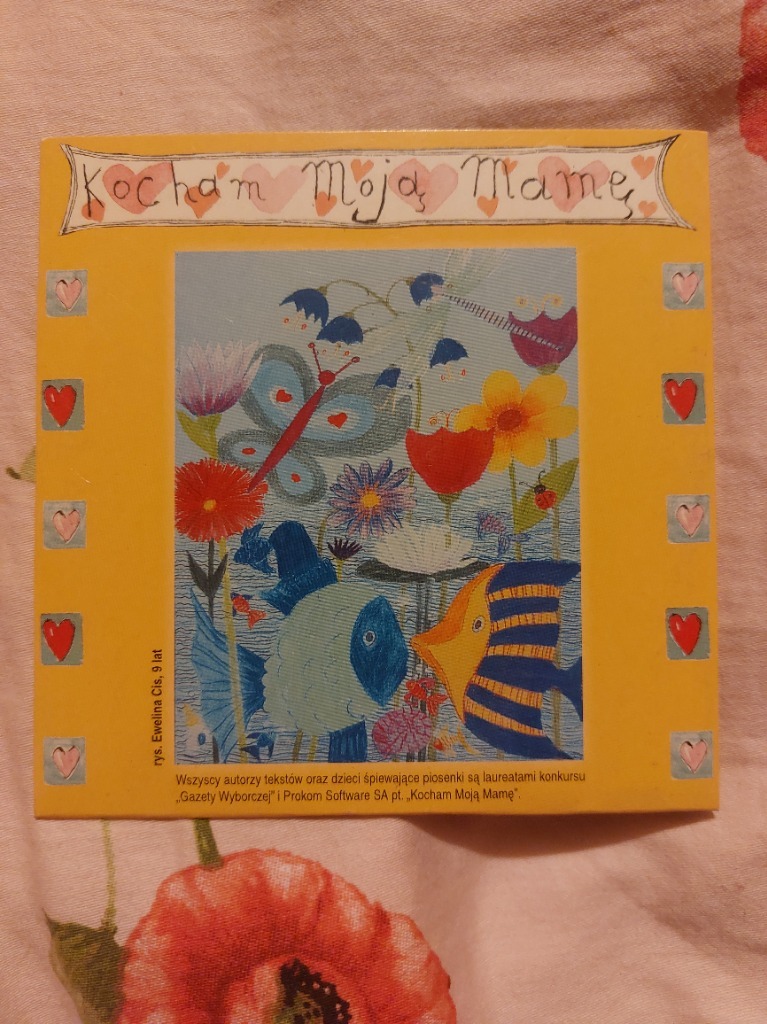 Kocham Moją Mamę
rys. Ewelina Cis, 9 lat
Wszyscy autorzy tekstów oraz dzieci śpiewające piosenki są laureatami konkursu
„Gazety Wyborczej” i Prokom Software SA pt. „Kocham Moją Mamę”.